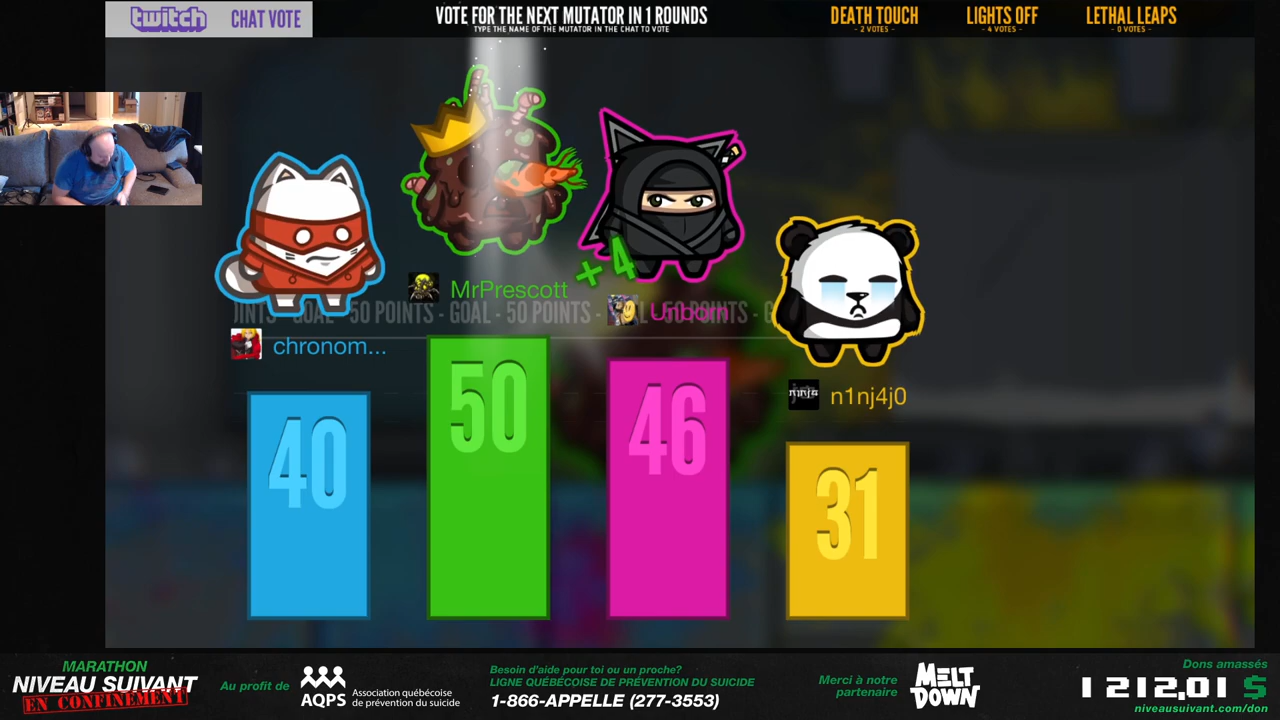 twitch CHAT VOTE
VOTE FOR THE NEXT MUTATOR IN 1 ROUNDS
TYPE THE NAME OF THE MUTATOR IN THE CHAT TO VOTE
DEATH TOUCH
- 2 VOTES -
LIGHTS OFF
- 4 VOTES -
LETHAL LEAPS
- 0 VOTES -
+4
MrPrescott
Unborn
- GOAL - 50 POINTS - GOAL - 50 POINTS - 50 POINTS -
chronom...
n1nj4j0
40
50
46
31
MARATHON
NIVEAU SUIVANT
EN CONFINEMENT
Au profit de
AQPS
Association québécoise
de prévention du suicide
Besoin d'aide pour toi ou un proche?
LIGNE QUÉBÉCOISE DE PRÉVENTION DU SUICIDE
1-866-APPELLE (277-3553)
Merci à notre
partenaire
MELT
DOWN
Dons amassés
1 212,01 $
niveausuivant.com/don